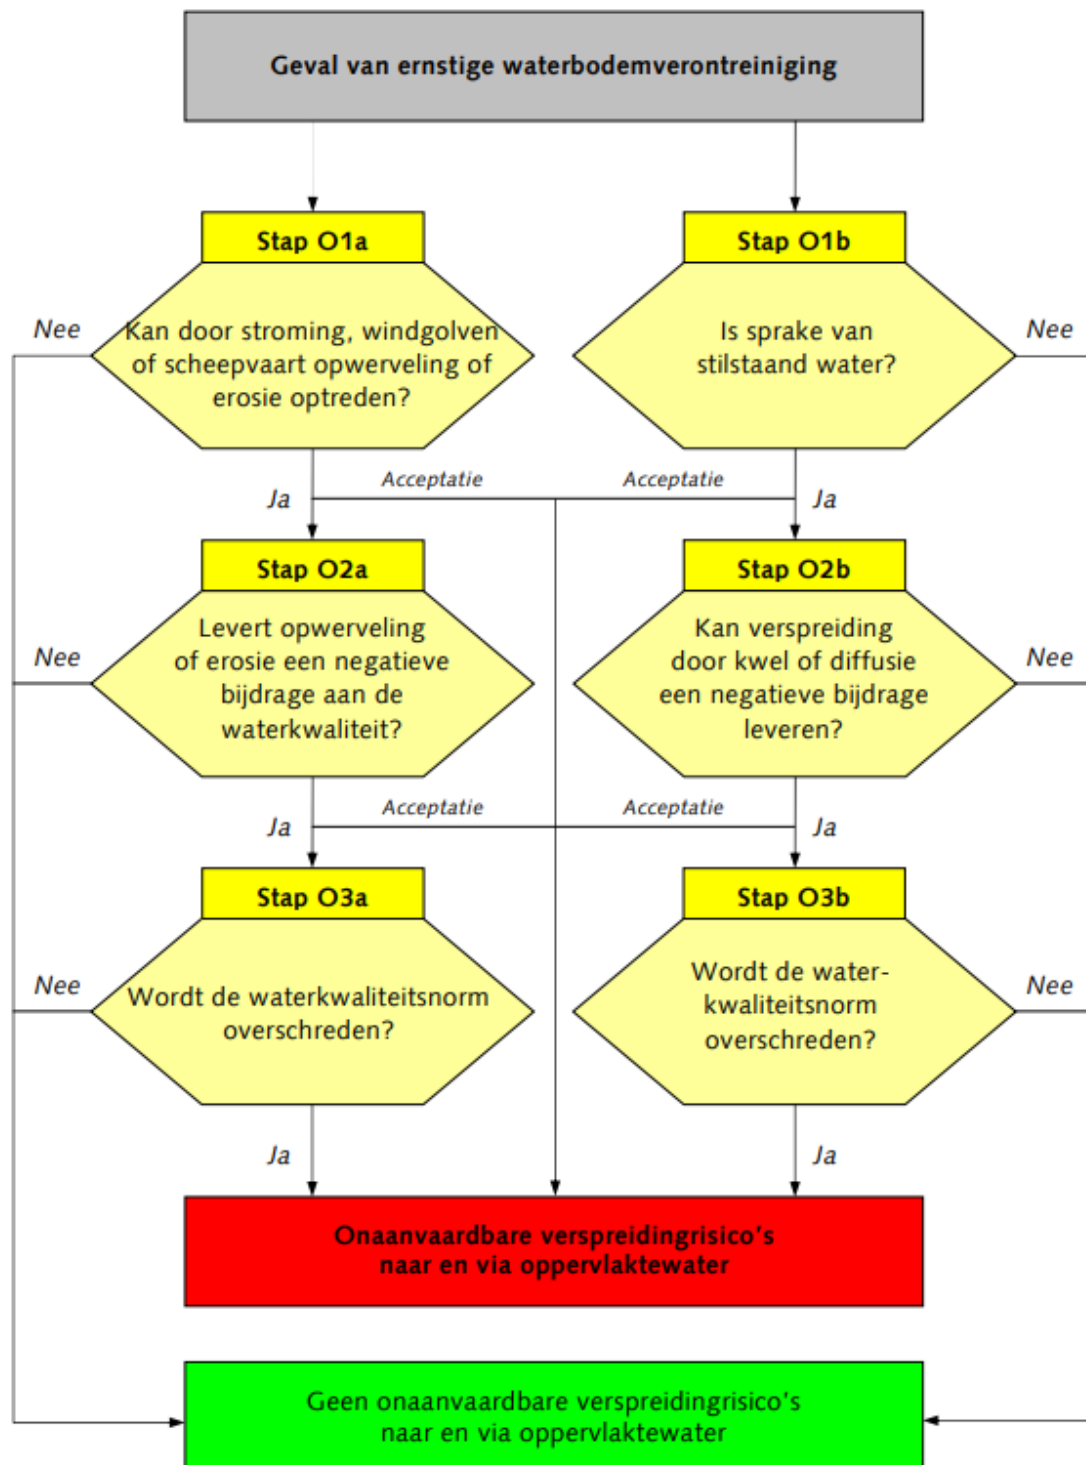 Geval van ernstige waterbodemverontreiniging
Stap O1a
Stap O1b
Nee
Kan door stroming, windgolven
of scheepvaart opwerveling of
erosie optreden?
Is sprake van
stilstaand water?
Nee
Ja
Acceptatie
Acceptatie
Ja
Stap O2a
Stap O2b
Nee
Levert opwerveling
of erosie een negatieve
bijdrage aan de
waterkwaliteit?
Kan verspreiding
door kwel of diffusie
een negatieve bijdrage
leveren?
Nee
Ja
Acceptatie
Acceptatie
Ja
Stap O3a
Stap O3b
Nee
Wordt de waterkwaliteitsnorm
overschreden?
Wordt de water-
kwaliteitsnorm
overschreden?
Nee
Ja
Ja
Onaanvaardbare verspreidingrisico's
naar en via oppervlaktewater
Geen onaanvaardbare verspreidingrisico's
naar en via oppervlaktewater